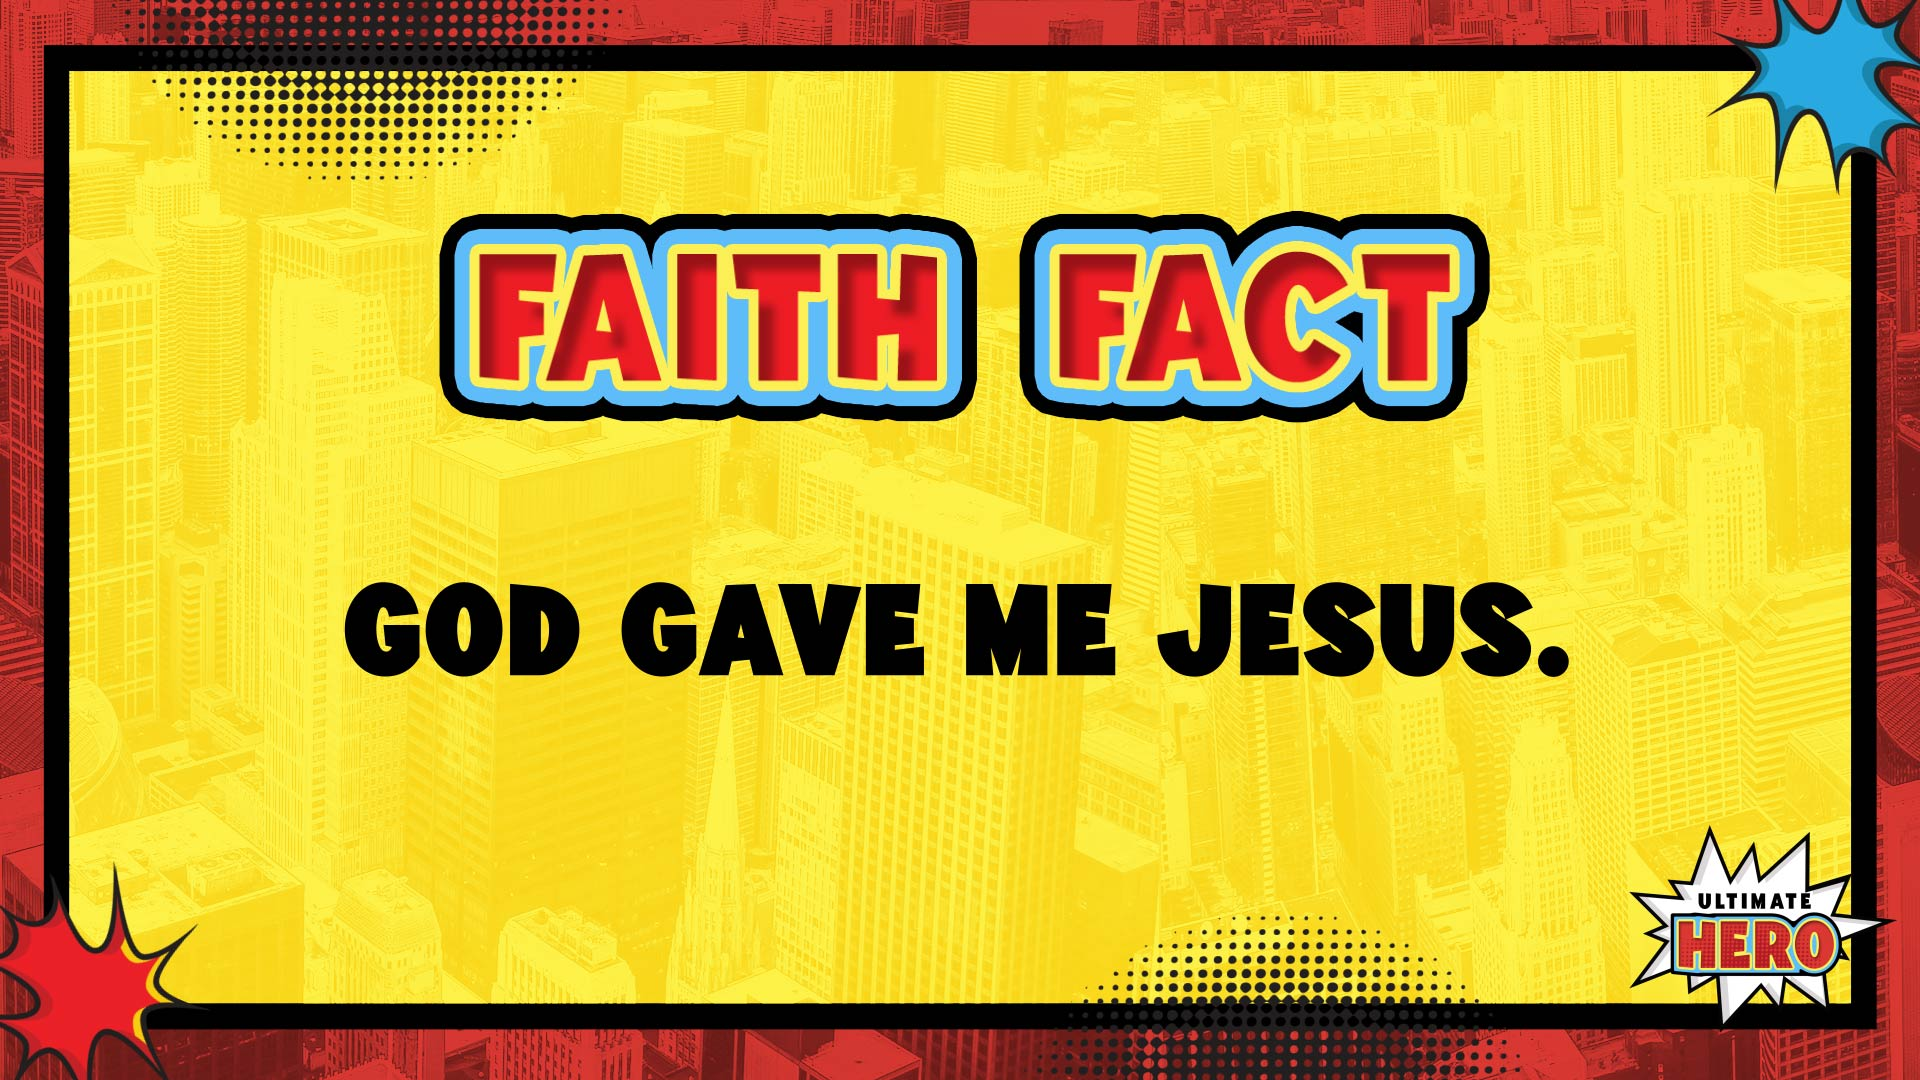 FAITH FACT
GOD GAVE ME JESUS.
ULTIMATE
HERO